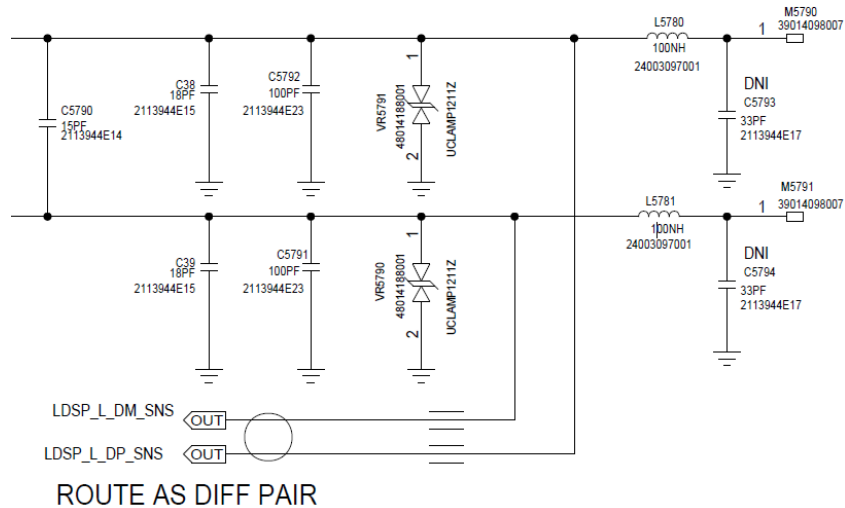 L5780
100NH
24003097001
M5790
1 39014098007
C5790
15PF
2113944E14
C38
18PF
2113944E15
C5792
100PF
2113944E23
1
VR5791
48014188001
UCLAMP1211Z
2
DNI
C5793
33PF
2113944E17
L5781
100NH
24003097001
M5791
1 39014098007
C39
18PF
2113944E15
C5791
100PF
2113944E23
1
VR5790
48014188001
UCLAMP1211Z
2
DNI
C5794
33PF
2113944E17
LDSP_L_DM_SNS OUT
LDSP_L_DP_SNS OUT
ROUTE AS DIFF PAIR